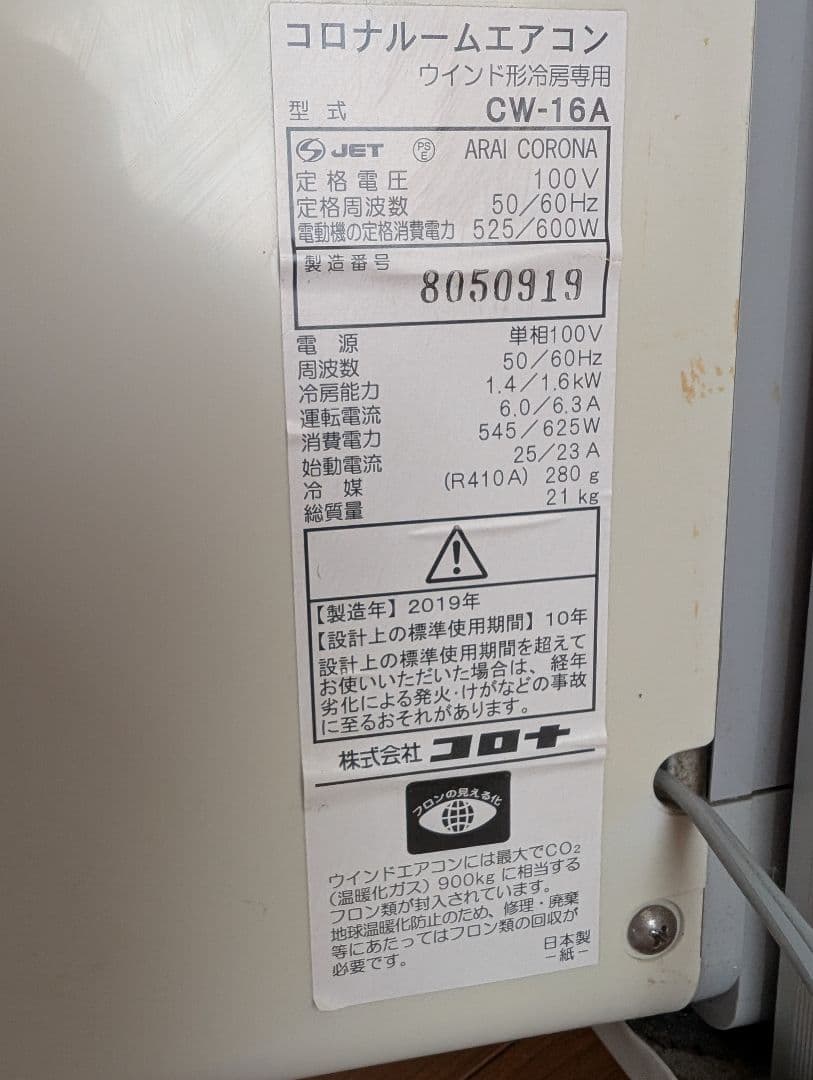 コロナルームエアコン
ウインド形冷房専用
型式 CW-16A
JET PSE ARAI CORONA
定格電圧 100V
定格周波数 50/60Hz
電動機の定格消費電力 525/600W
製造番号
8050919
電源 単相100V
周波数 50/60Hz
冷房能力 1.4/1.6kW
運転電流 6.0/6.3A
消費電力 545/625W
始動電流 25/23A
冷媒 (R410A) 280g
総質量 21kg
【製造年】2019年
【設計上の標準使用期間】10年
設計上の標準使用期間を超えて
お使いいただいた場合は、経年
劣化による発火・けがなどの事故
に至るおそれがあります。
株式会社 コロナ
フロンの見える化
ウインドエアコンには最大でCO₂
(温暖化ガス)900kgに相当する
フロン類が封入されています。
地球温暖化防止のため、修理・廃棄
等にあたってはフロン類の回収が
必要です。
日本製
－紙－